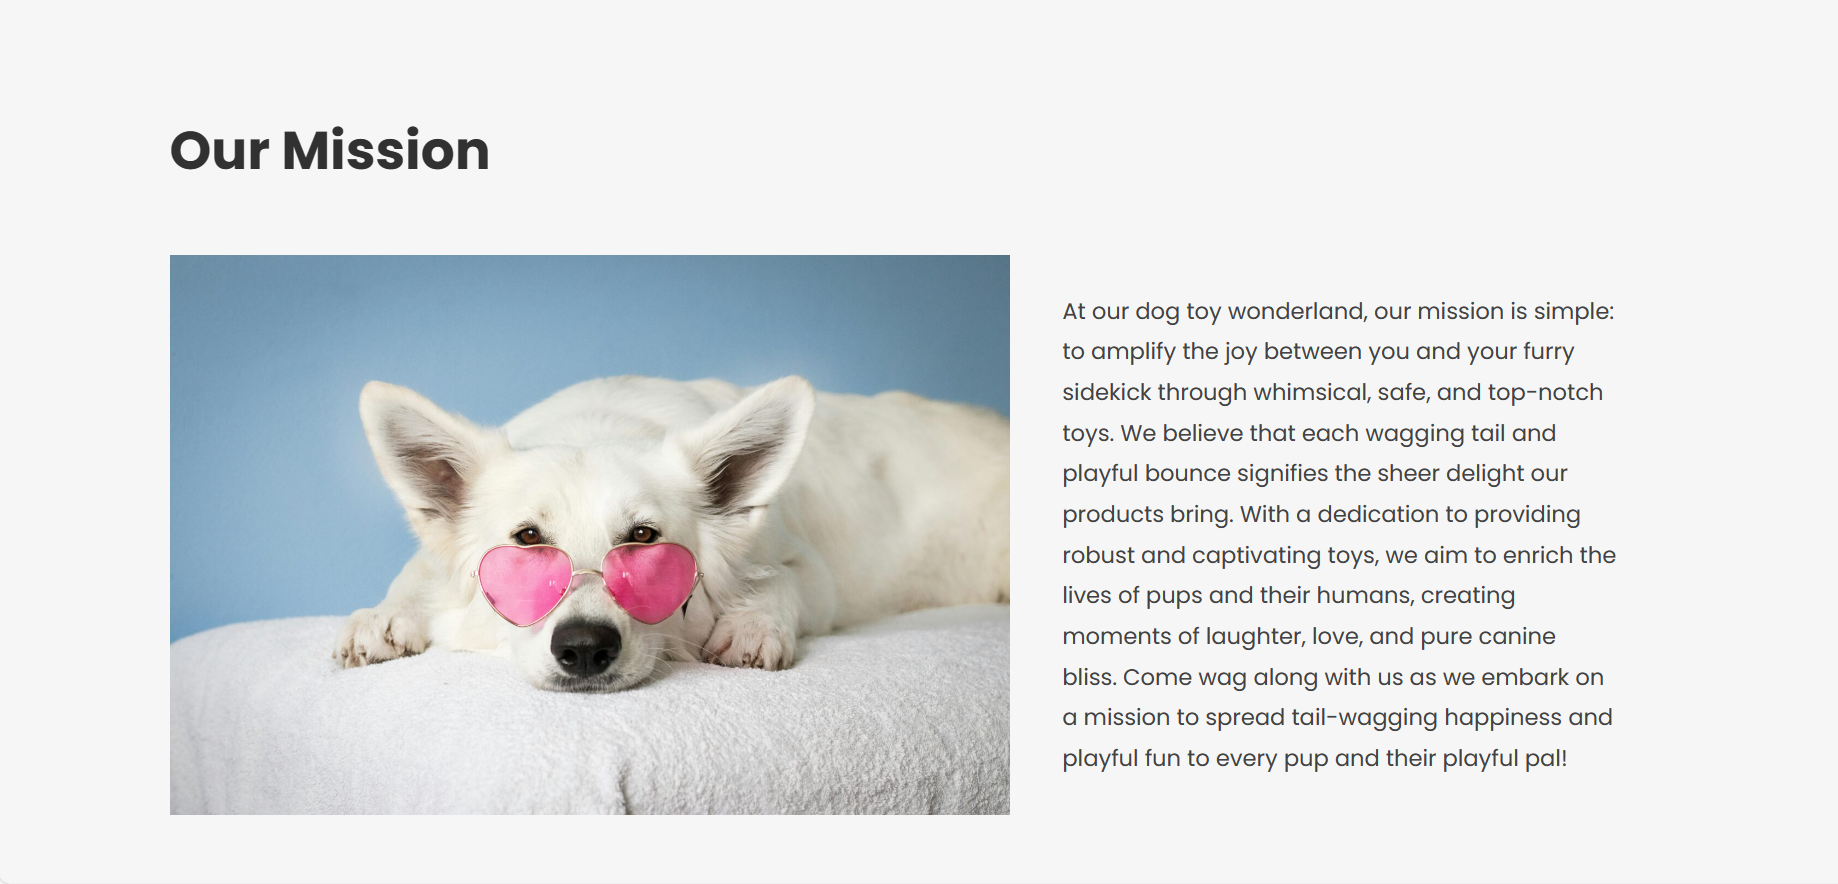 Our Mission
At our dog toy wonderland, our mission is simple:
to amplify the joy between you and your furry
sidekick through whimsical, safe, and top-notch
toys. We believe that each wagging tail and
playful bounce signifies the sheer delight our
products bring. With a dedication to providing
robust and captivating toys, we aim to enrich the
lives of pups and their humans, creating
moments of laughter, love, and pure canine
bliss. Come wag along with us as we embark on
a mission to spread tail-wagging happiness and
playful fun to every pup and their playful pal!